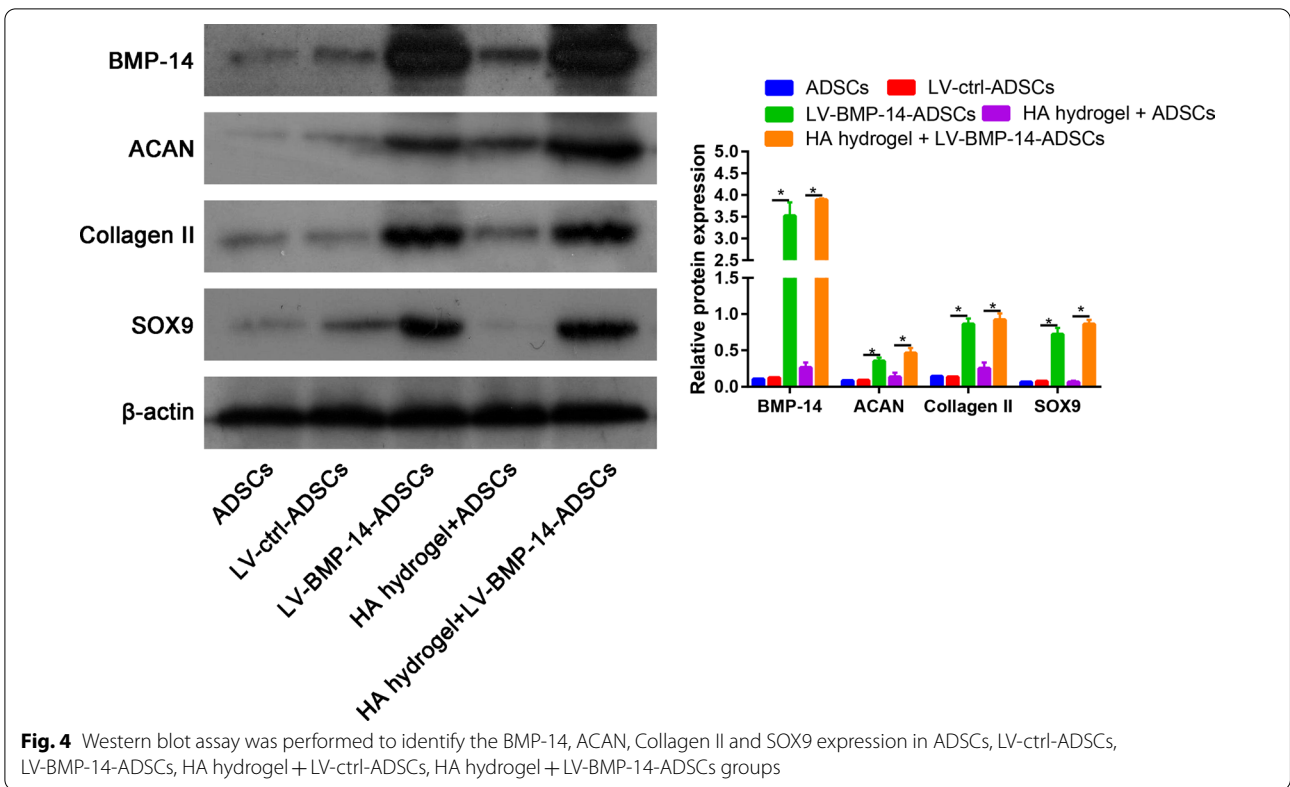 BMP-14
ACAN
Collagen II
SOX9
β-actin
ADSCs
LV-ctrl-ADSCs
LV-BMP-14-ADSCs
HA hydrogel+ADSCs
HA hydrogel+LV-BMP-14-ADSCs
ADSCs LV-ctrl-ADSCs
LV-BMP-14-ADSCs HA hydrogel + ADSCs
HA hydrogel + LV-BMP-14-ADSCs
Relative protein expression
5.0
4.5
4.0
3.5
3.0
2.5
1.5
1.0
0.5
0.0
* * * * * * * *
BMP-14 ACAN Collagen II SOX9
Fig. 4 Western blot assay was performed to identify the BMP-14, ACAN, Collagen II and SOX9 expression in ADSCs, LV-ctrl-ADSCs,
LV-BMP-14-ADSCs, HA hydrogel + LV-ctrl-ADSCs, HA hydrogel + LV-BMP-14-ADSCs groups